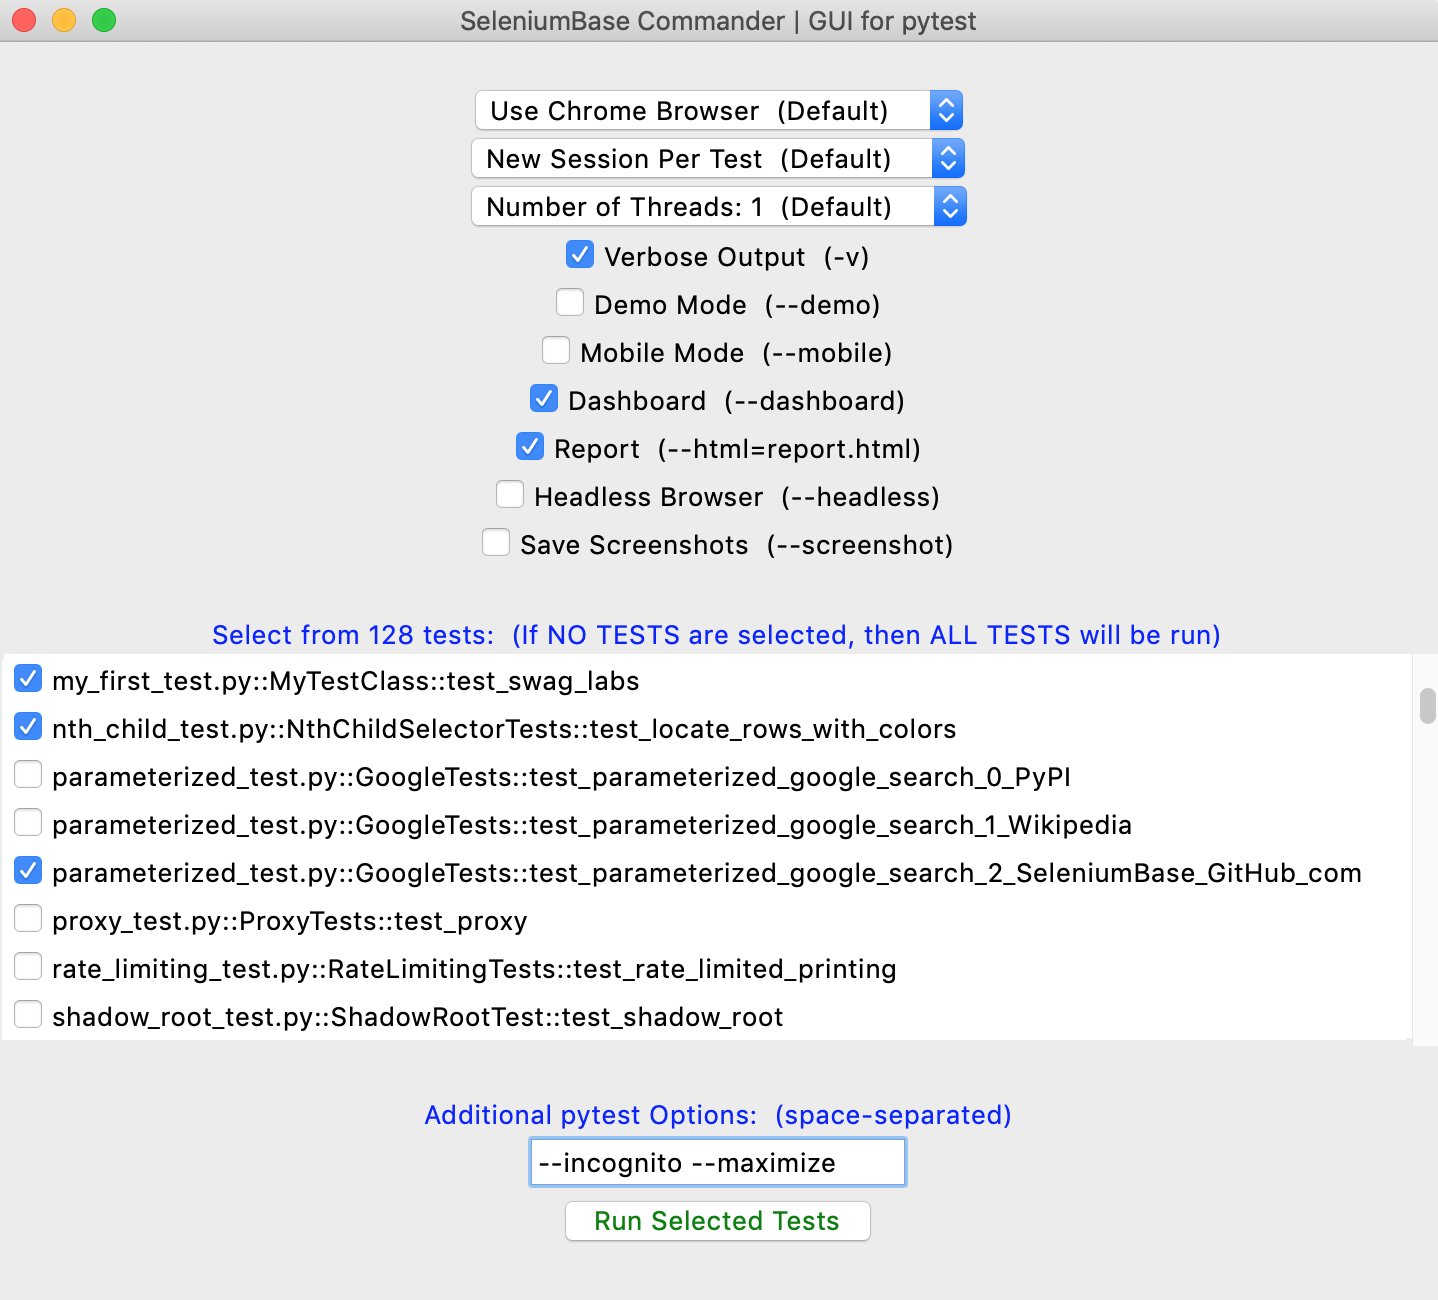 SeleniumBase Commander | GUI for pytest
Use Chrome Browser  (Default)
New Session Per Test  (Default)
Number of Threads: 1  (Default)
Verbose Output  (-v)
Demo Mode  (--demo)
Mobile Mode  (--mobile)
Dashboard  (--dashboard)
Report  (--html=report.html)
Headless Browser  (--headless)
Save Screenshots  (--screenshot)
Select from 128 tests:  (If NO TESTS are selected, then ALL TESTS will be run)
my_first_test.py::MyTestClass::test_swag_labs
nth_child_test.py::NthChildSelectorTests::test_locate_rows_with_colors
parameterized_test.py::GoogleTests::test_parameterized_google_search_0_PyPI
parameterized_test.py::GoogleTests::test_parameterized_google_search_1_Wikipedia
parameterized_test.py::GoogleTests::test_parameterized_google_search_2_SeleniumBase_GitHub_com
proxy_test.py::ProxyTests::test_proxy
rate_limiting_test.py::RateLimitingTests::test_rate_limited_printing
shadow_root_test.py::ShadowRootTest::test_shadow_root
Additional pytest Options:  (space-separated)
--incognito --maximize
Run Selected Tests